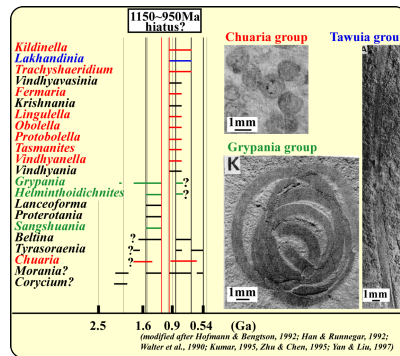 1150~950Ma
hiatus?
Chuaria group
Tawuia group
Kildinella
Lakhandinia
Trachyshaeridium
Vindhyavasinia
Fermaria
Krishnania
Lingulella
Obolella
Protobolella
Tasmanites
Vindhyanella
Vindhyania
Grypania
Helminthoidichnites
Lanceoforma
Proterotania
Sangshuania
Beltina
Tyrasoraenia
Chuaria
Morania?
Corycium?
?
?
?
?
?
1mm
1mm
Grypania group
K
1mm
2.5
1.6
0.9
0.54
(Ga)
(modified after Hofmann & Bengtson, 1992; Han & Runnegar, 1992;
Walter et al., 1990; Kumar, 1995, Zhu & Chen, 1995; Yan & Liu, 1997)